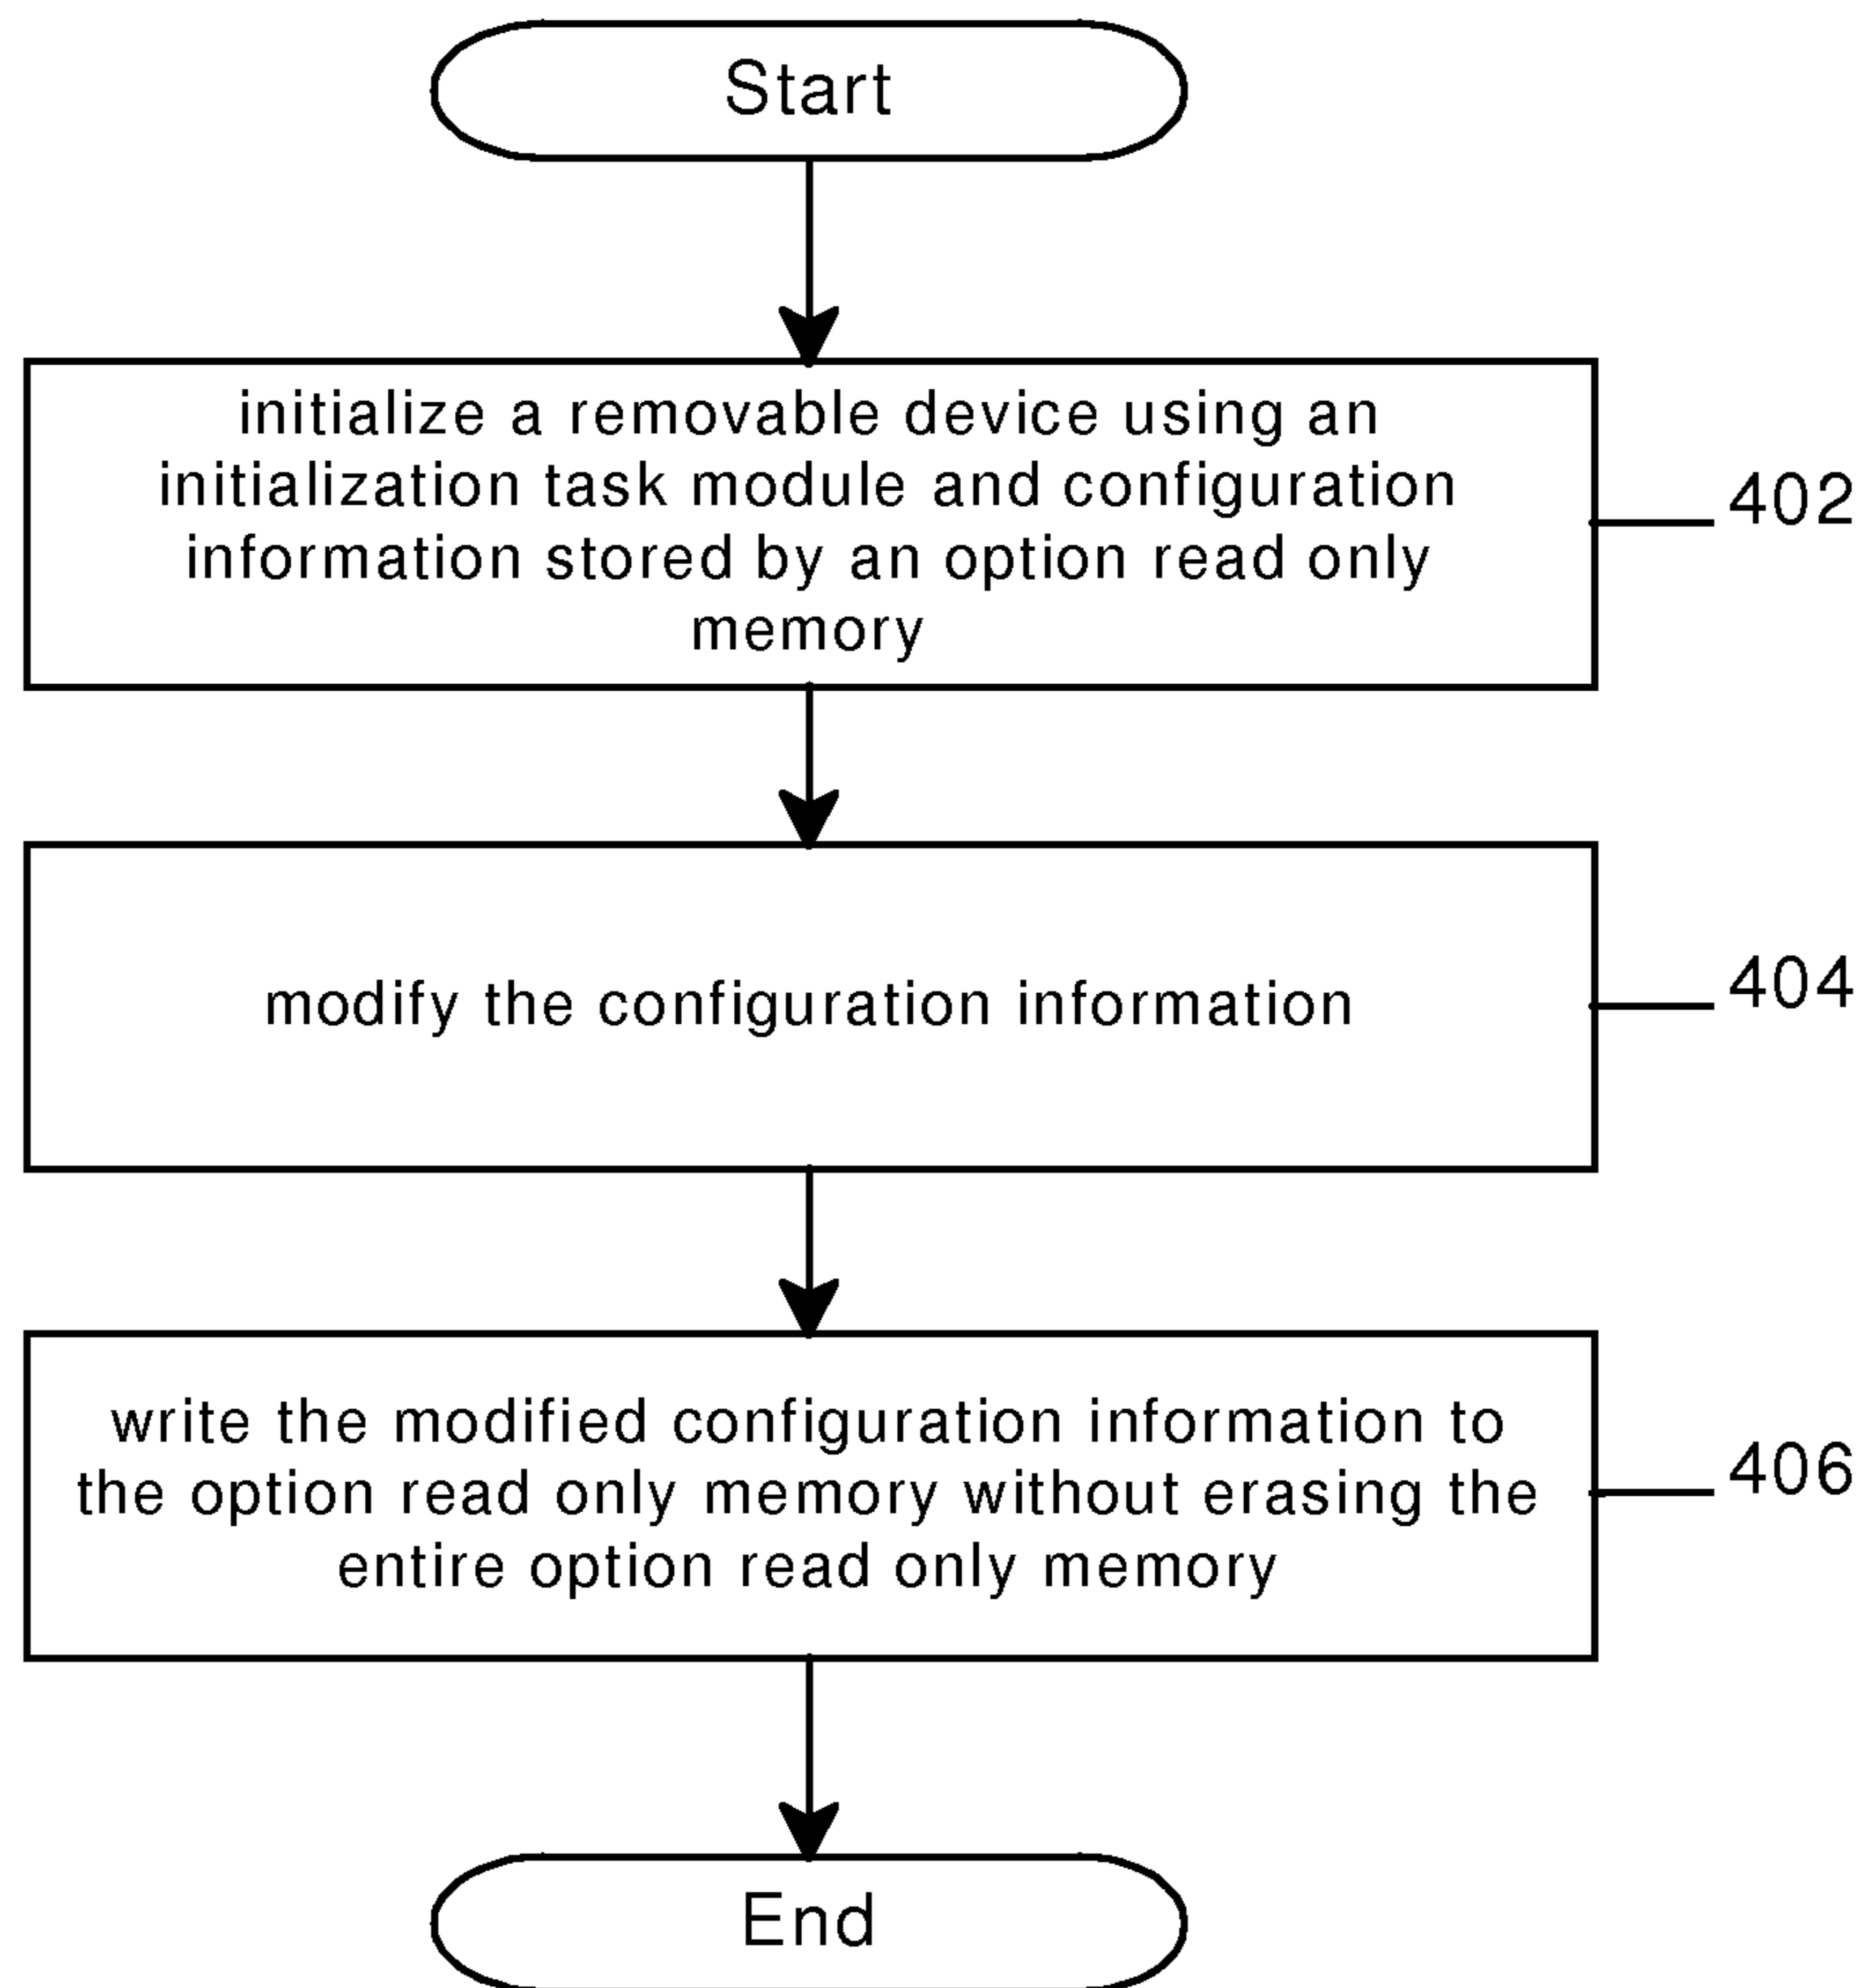 Start
initialize a removable device using an
initialization task module and configuration
information stored by an option read only
memory
402
modify the configuration information
404
write the modified configuration information to
the option read only memory without erasing the
entire option read only memory
406
End